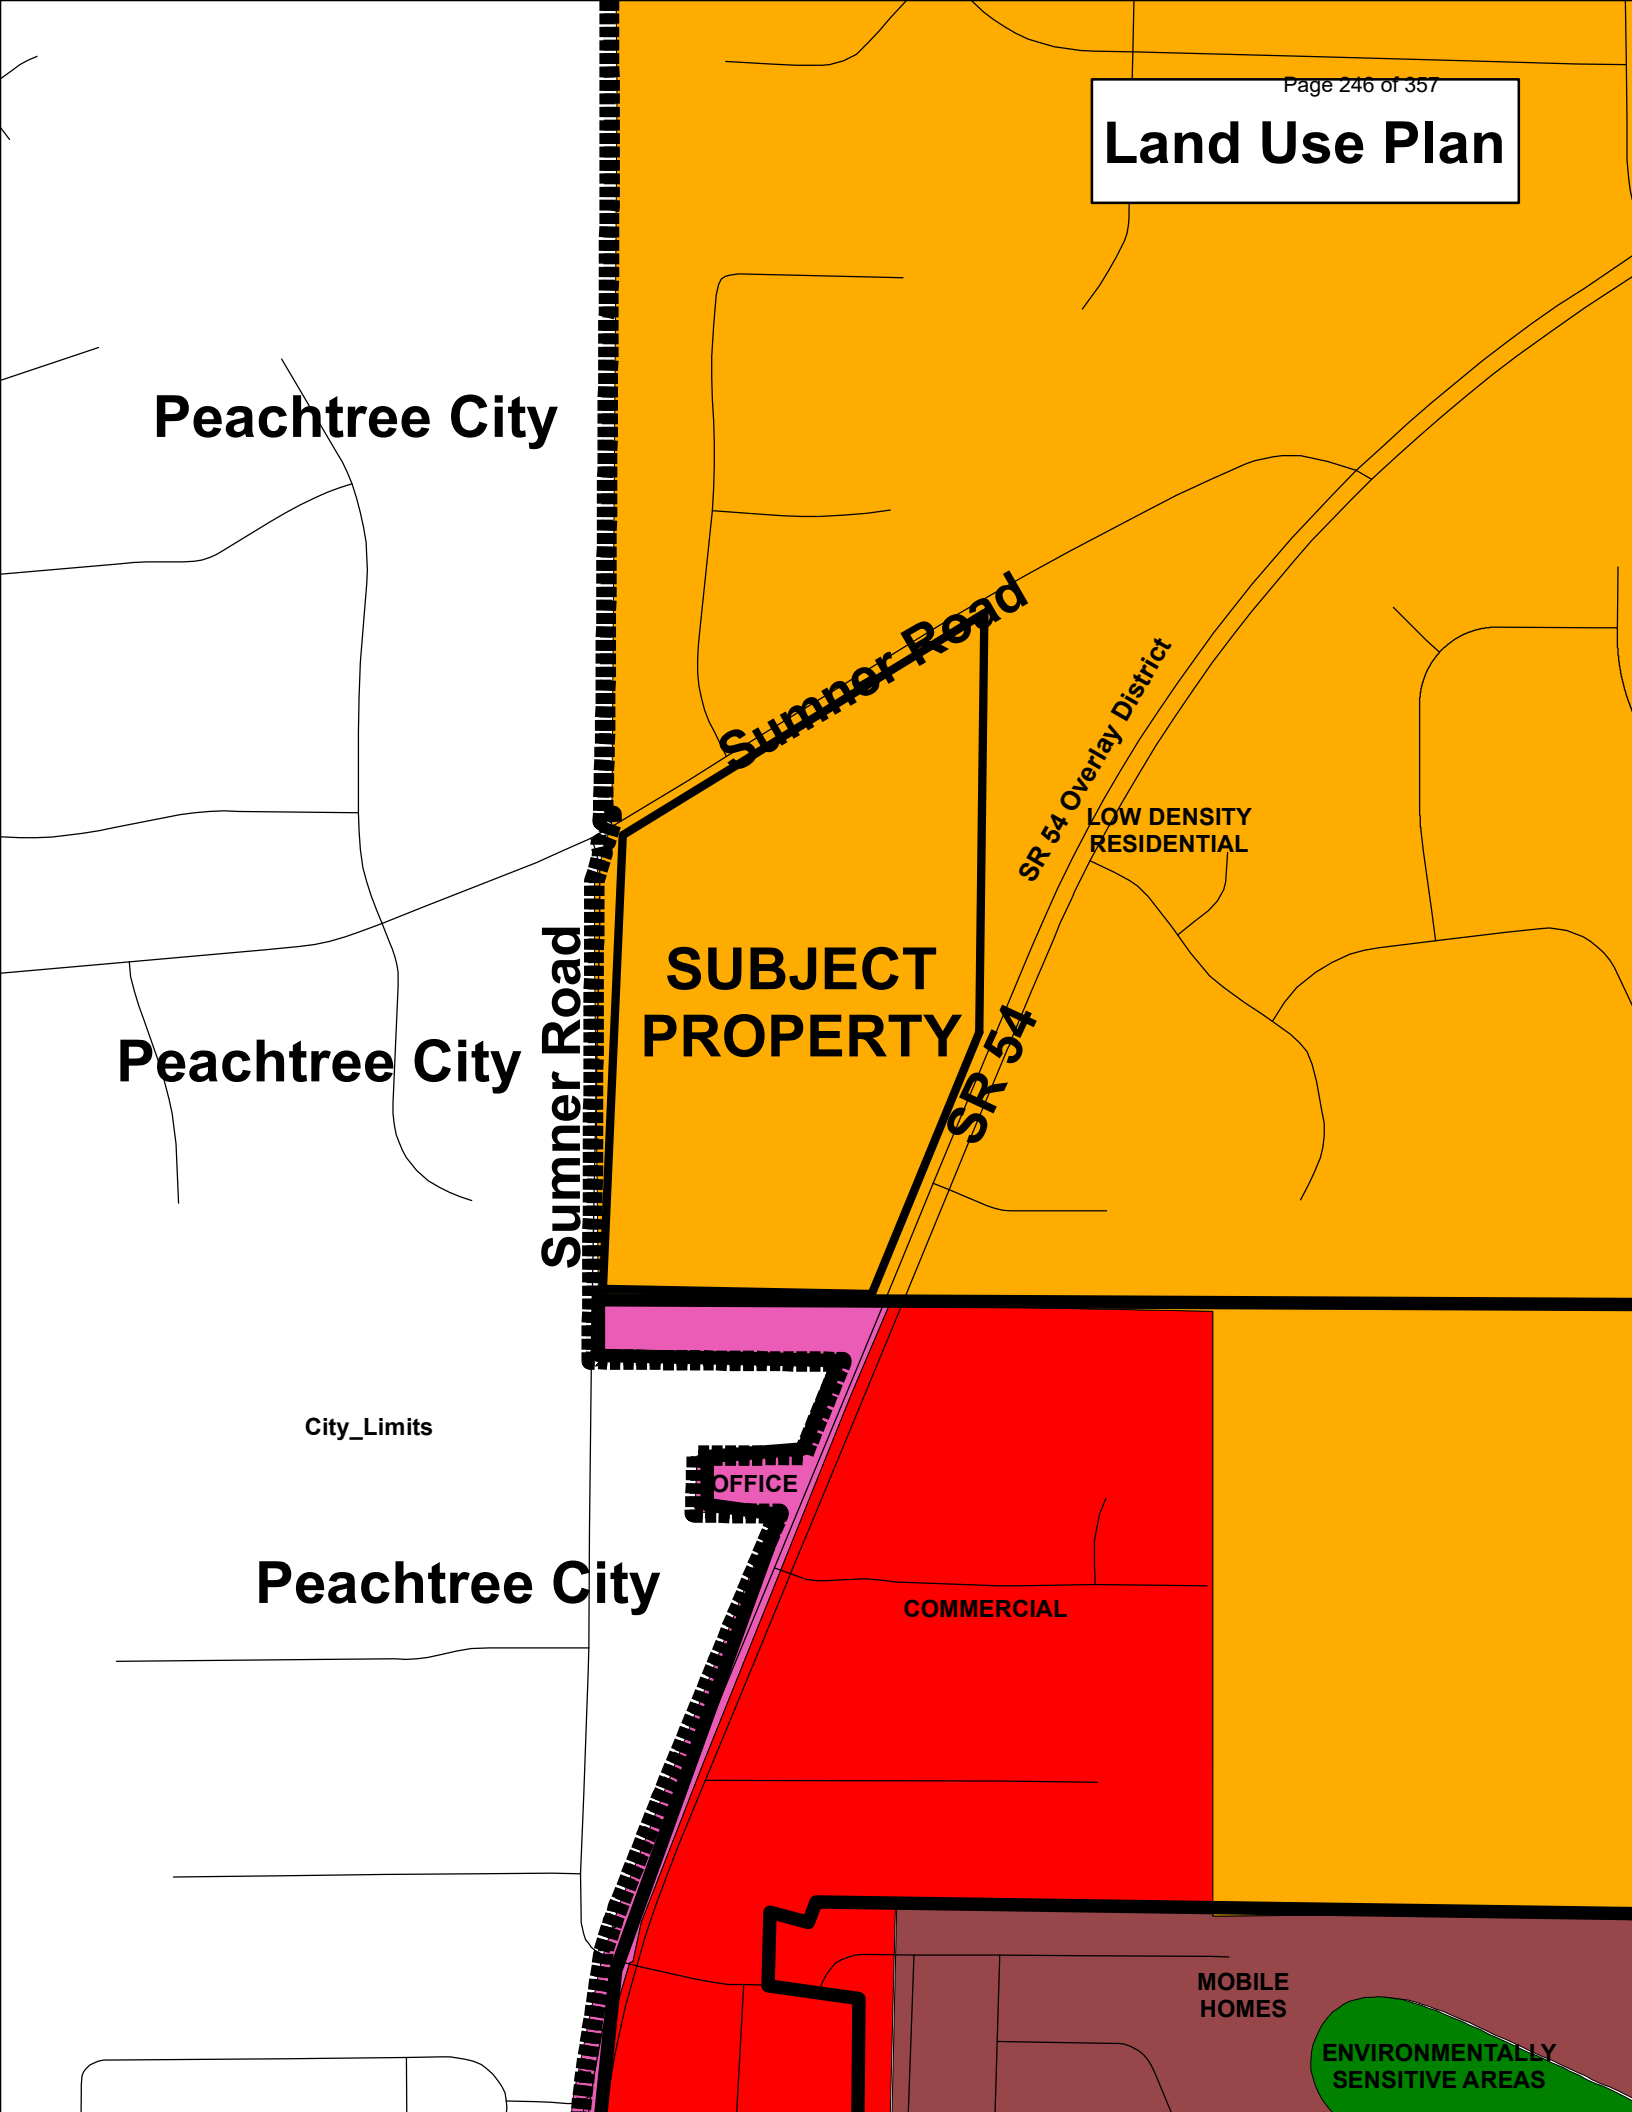 Page 246 of 357
Land Use Plan
Peachtree City
Sumner Road
SR 54 Overlay District
LOW DENSITY
RESIDENTIAL
SUBJECT
PROPERTY
Sumner Road
SR 54
Peachtree City
City_Limits
OFFICE
Peachtree City
COMMERCIAL
MOBILE
HOMES
ENVIRONMENTALLY
SENSITIVE AREAS